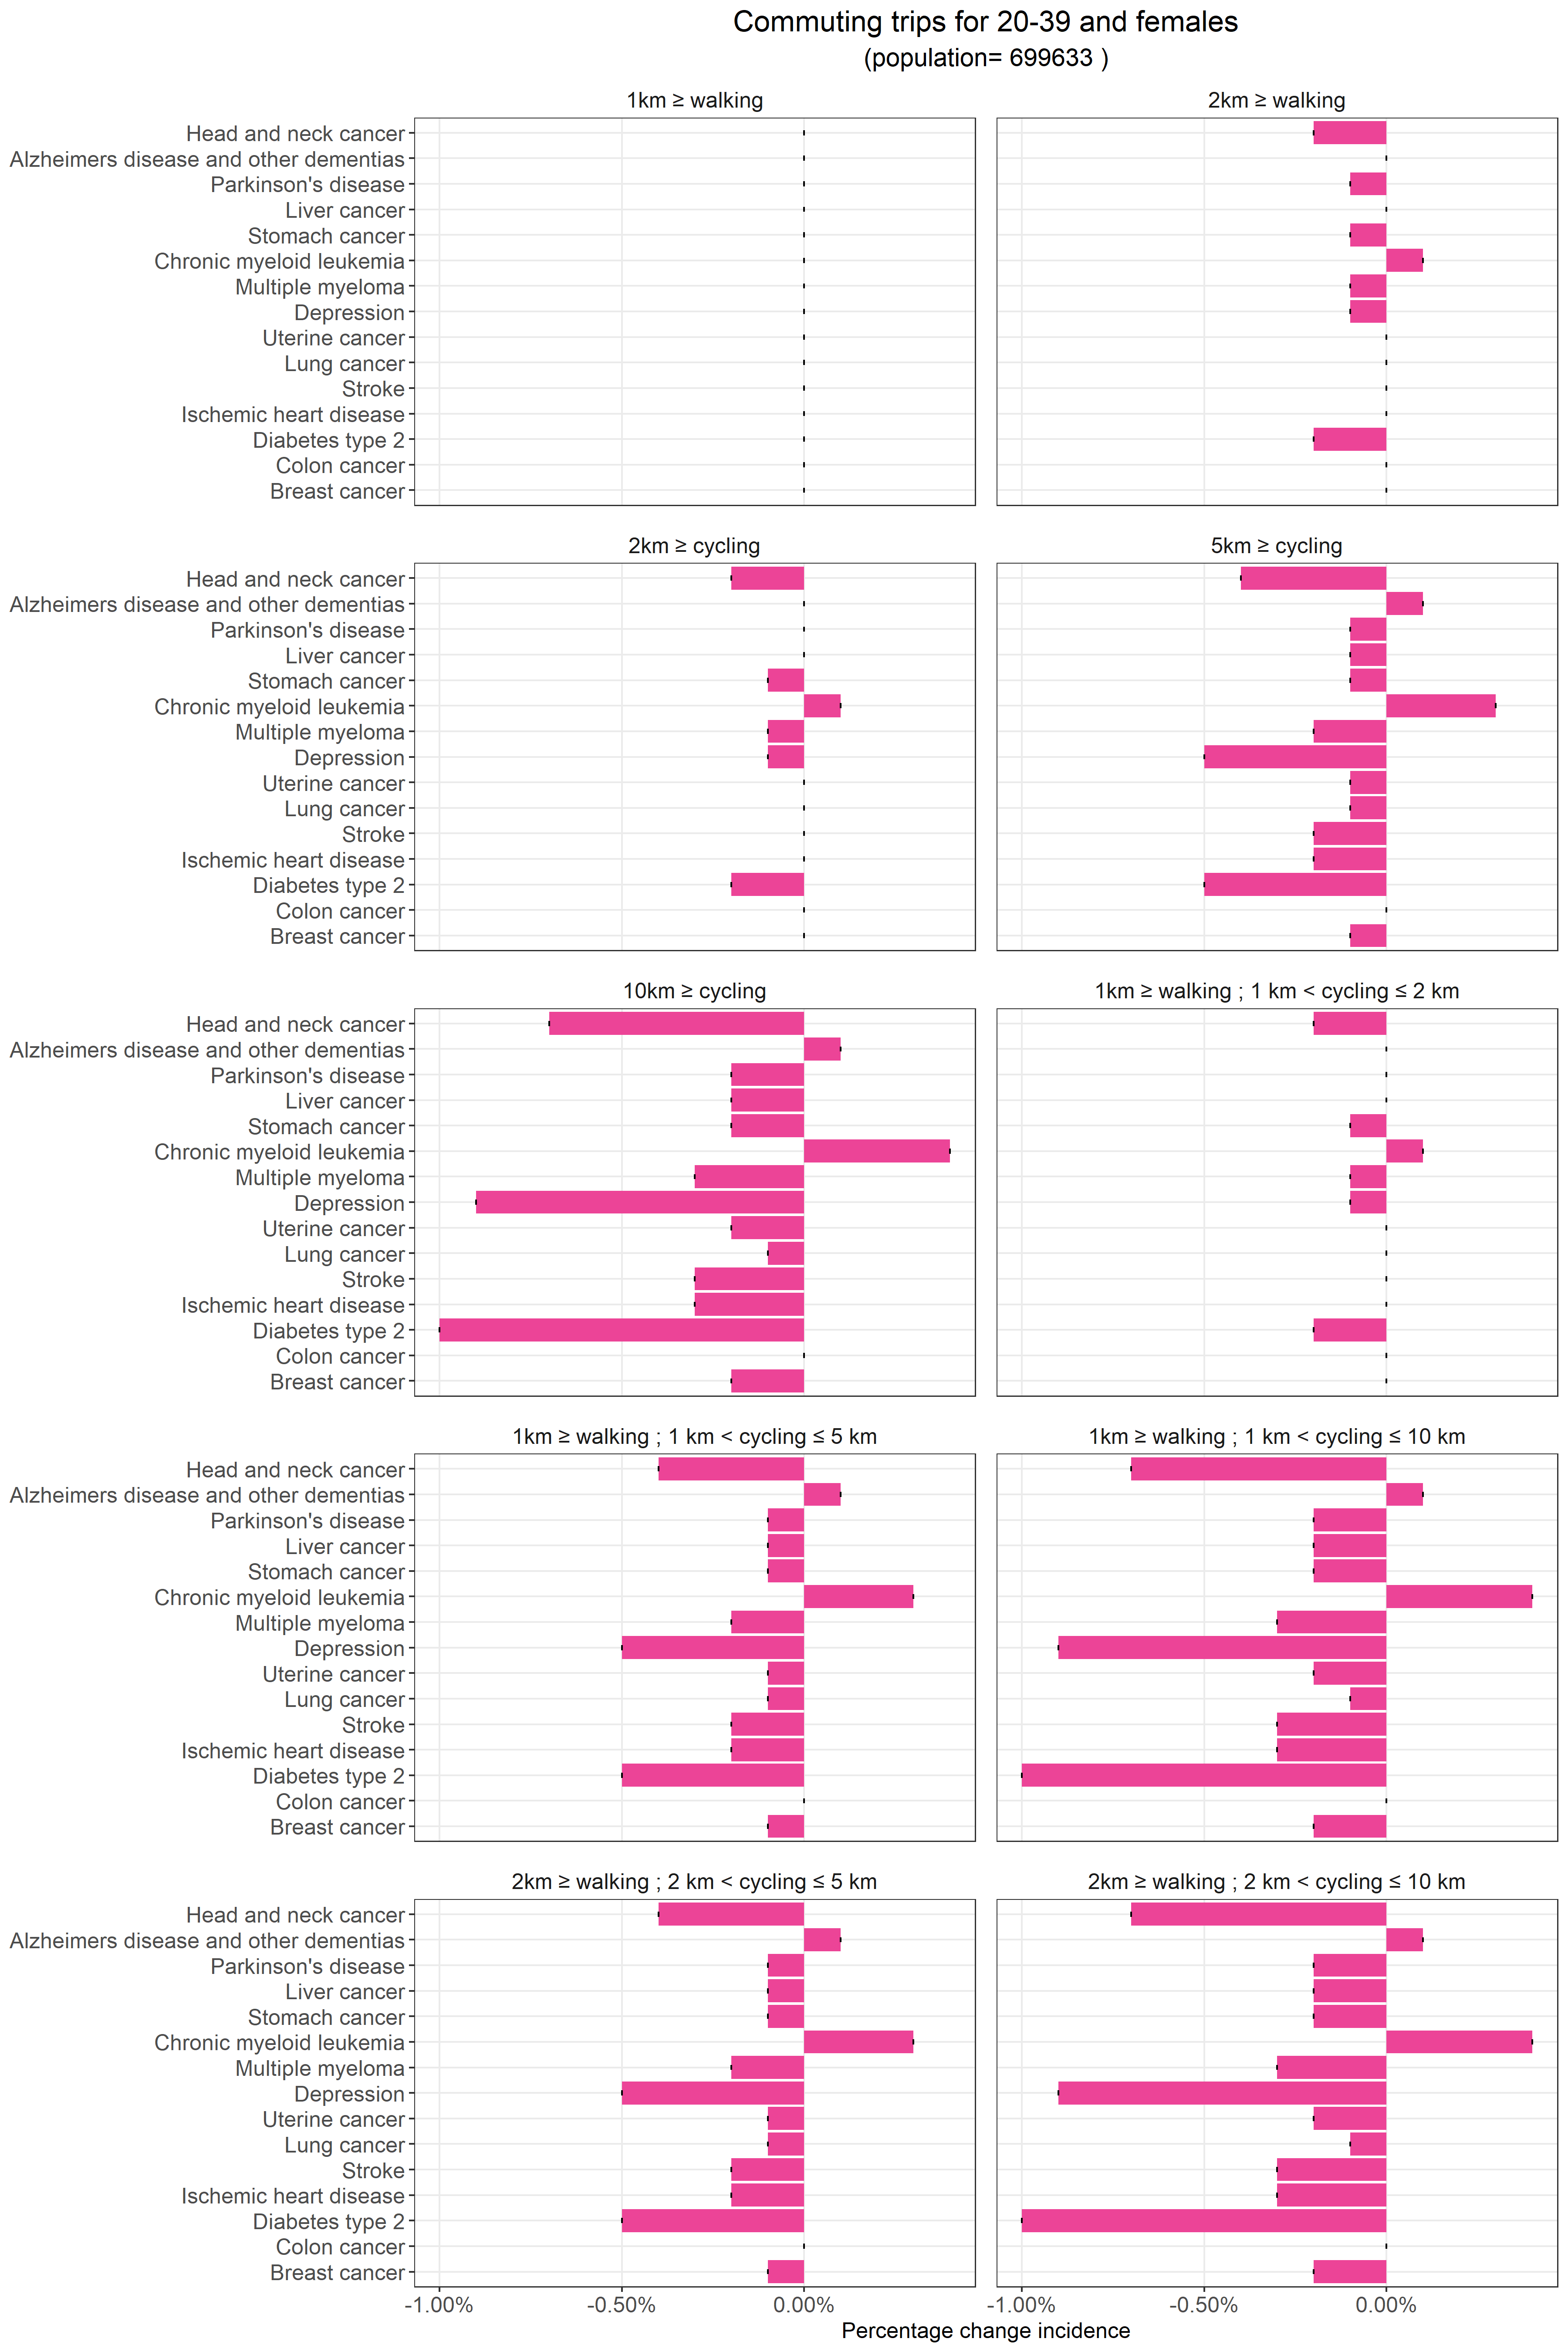 Commuting trips for 20-39 and females
(population= 699633 )
1km ≥ walking
2km ≥ walking
Head and neck cancer
Alzheimers disease and other dementias
Parkinson's disease
Liver cancer
Stomach cancer
Chronic myeloid leukemia
Multiple myeloma
Depression
Uterine cancer
Lung cancer
Stroke
Ischemic heart disease
Diabetes type 2
Colon cancer
Breast cancer
2km ≥ cycling
5km ≥ cycling
Head and neck cancer
Alzheimers disease and other dementias
Parkinson's disease
Liver cancer
Stomach cancer
Chronic myeloid leukemia
Multiple myeloma
Depression
Uterine cancer
Lung cancer
Stroke
Ischemic heart disease
Diabetes type 2
Colon cancer
Breast cancer
10km ≥ cycling
1km ≥ walking ; 1 km < cycling ≤ 2 km
Head and neck cancer
Alzheimers disease and other dementias
Parkinson's disease
Liver cancer
Stomach cancer
Chronic myeloid leukemia
Multiple myeloma
Depression
Uterine cancer
Lung cancer
Stroke
Ischemic heart disease
Diabetes type 2
Colon cancer
Breast cancer
1km ≥ walking ; 1 km < cycling ≤ 5 km
1km ≥ walking ; 1 km < cycling ≤ 10 km
Head and neck cancer
Alzheimers disease and other dementias
Parkinson's disease
Liver cancer
Stomach cancer
Chronic myeloid leukemia
Multiple myeloma
Depression
Uterine cancer
Lung cancer
Stroke
Ischemic heart disease
Diabetes type 2
Colon cancer
Breast cancer
2km ≥ walking ; 2 km < cycling ≤ 5 km
2km ≥ walking ; 2 km < cycling ≤ 10 km
Head and neck cancer
Alzheimers disease and other dementias
Parkinson's disease
Liver cancer
Stomach cancer
Chronic myeloid leukemia
Multiple myeloma
Depression
Uterine cancer
Lung cancer
Stroke
Ischemic heart disease
Diabetes type 2
Colon cancer
Breast cancer
-1.00% -0.50% 0.00% -1.00% -0.50% 0.00%
Percentage change incidence